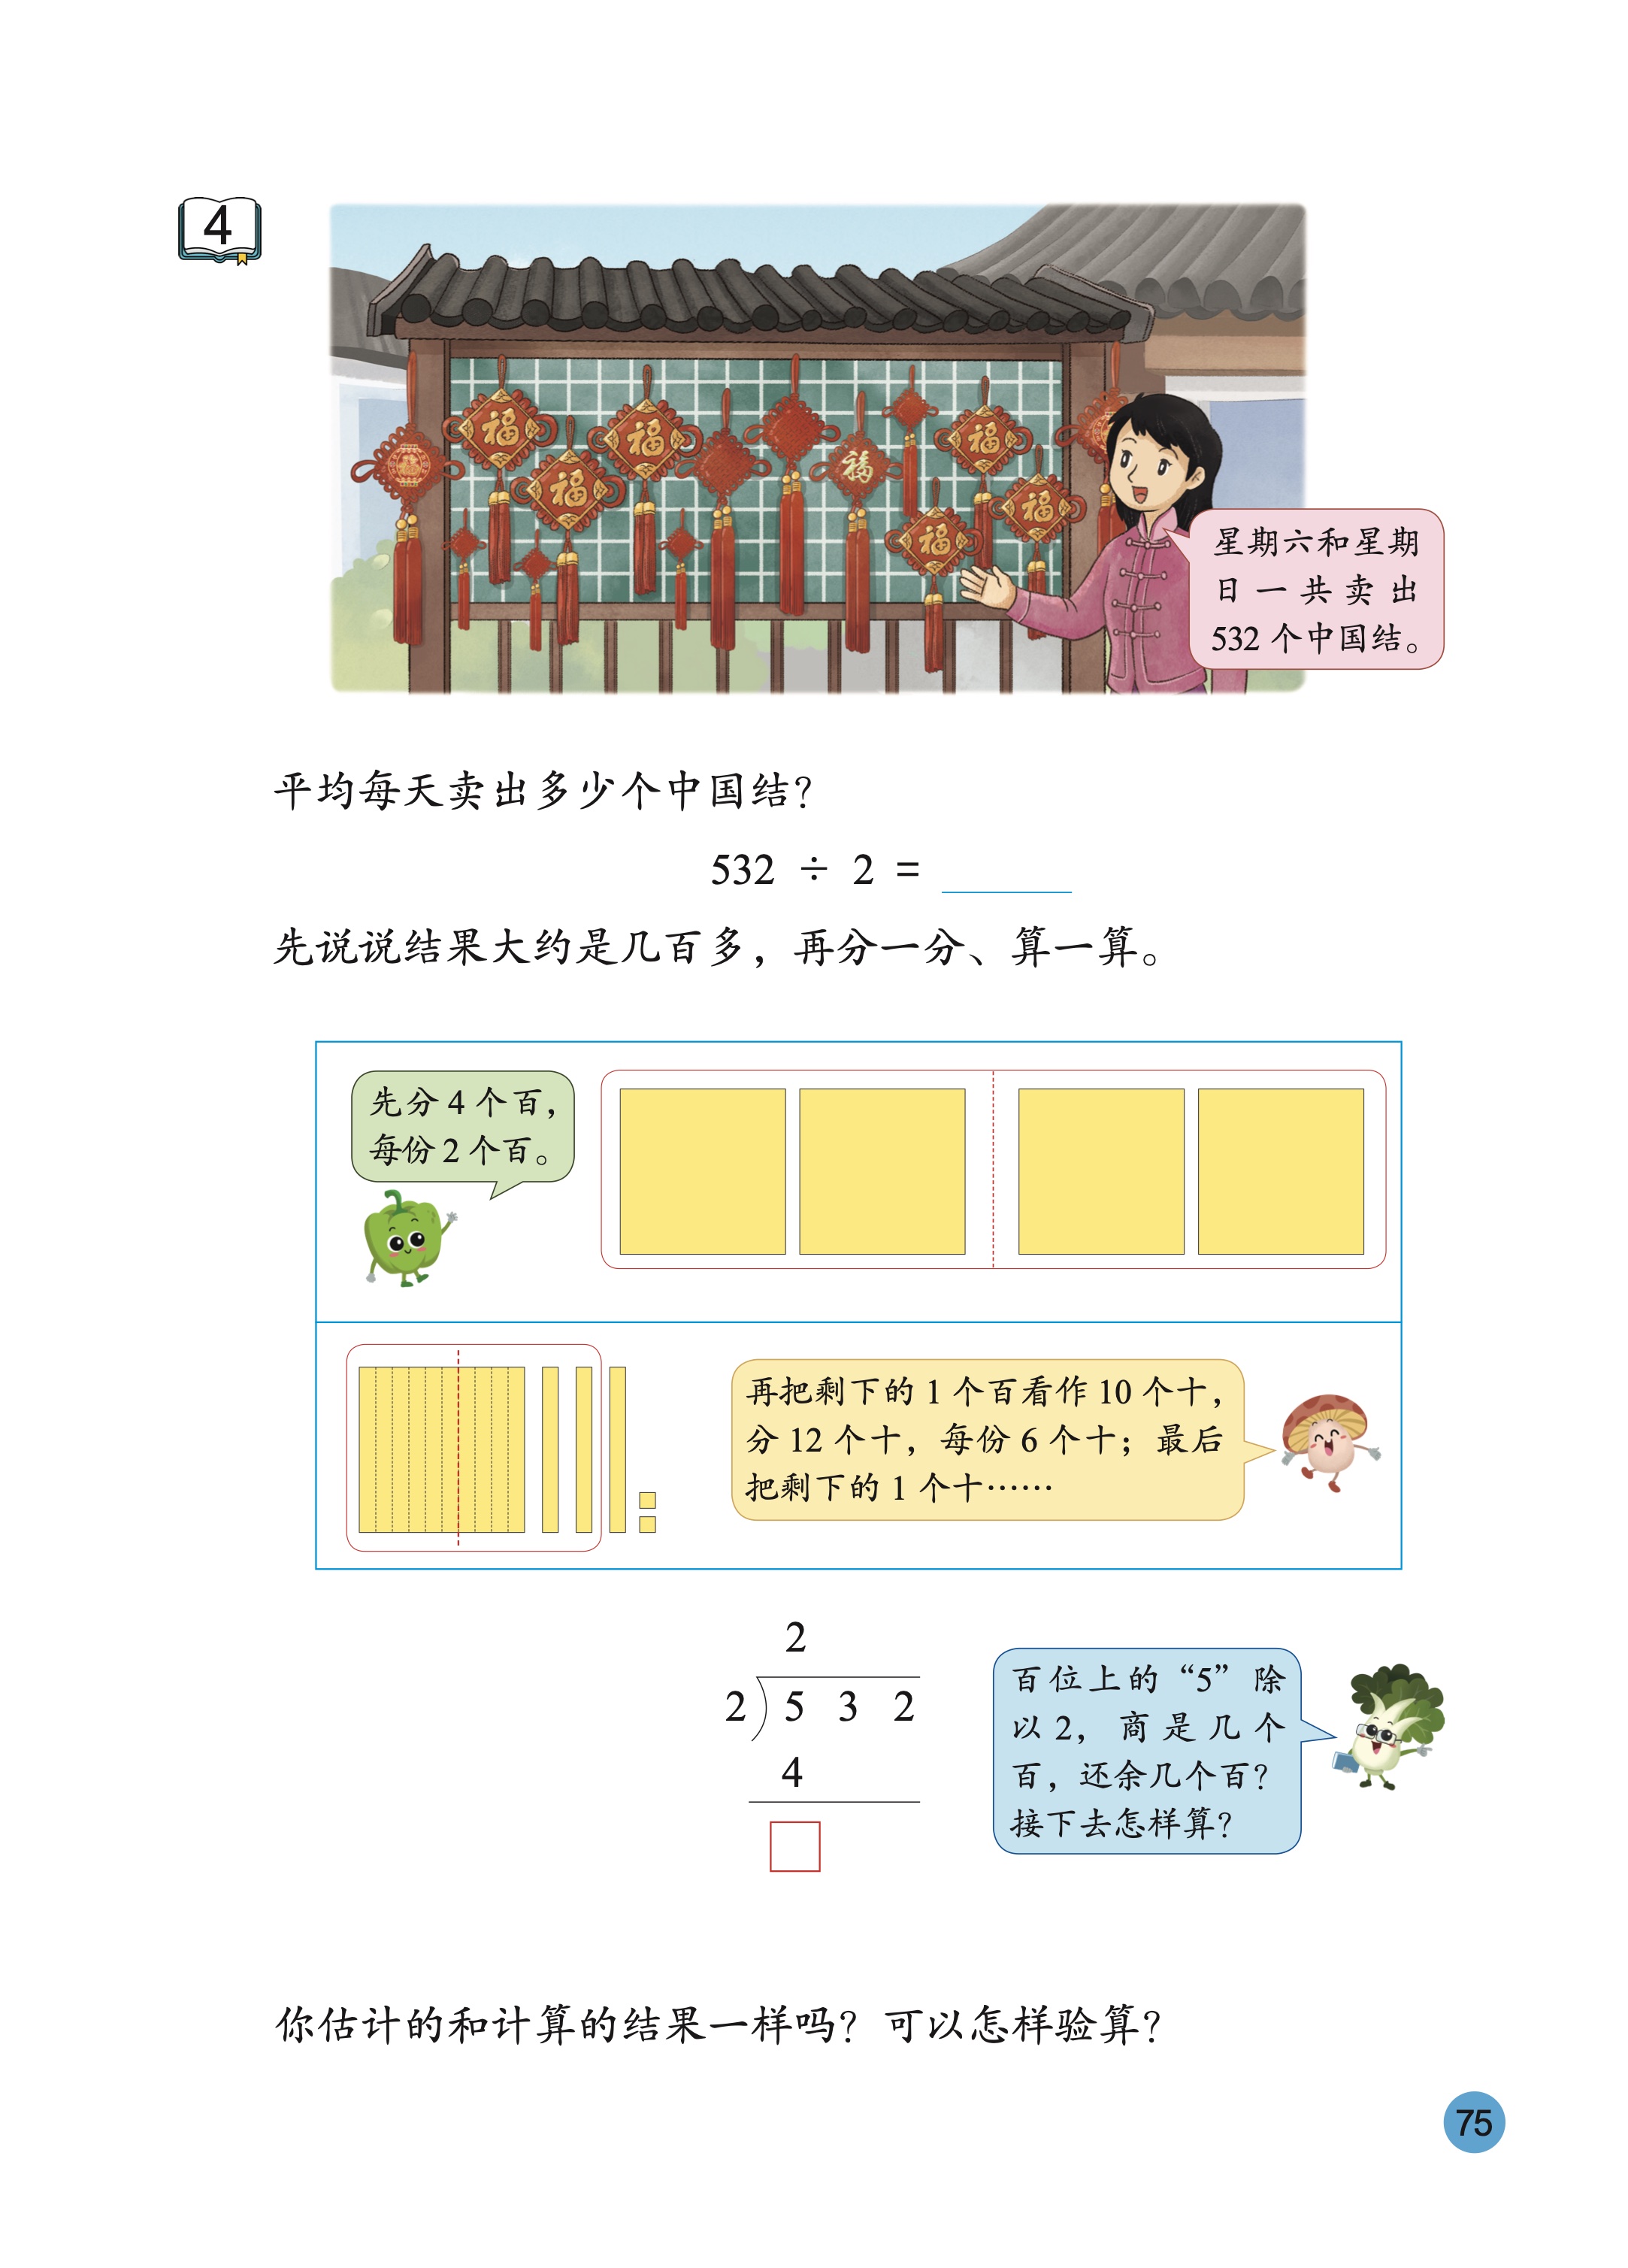 4
福
福
福
福
福
福
福
福
星期六和星期
日一共卖出
532个中国结。
平均每天卖出多少个中国结？
532 ÷ 2 =
先说说结果大约是几百多，再分一分、算一算。
先分4个百，
每份2个百。
再把剩下的1个百看作10个十，
分12个十，每份6个十；最后
把剩下的1个十……
2
2 5 3 2
4
百位上的“5”除
以2，商是几个
百，还余几个百？
接下去怎样算？
你估计的和计算的结果一样吗？可以怎样验算？
75